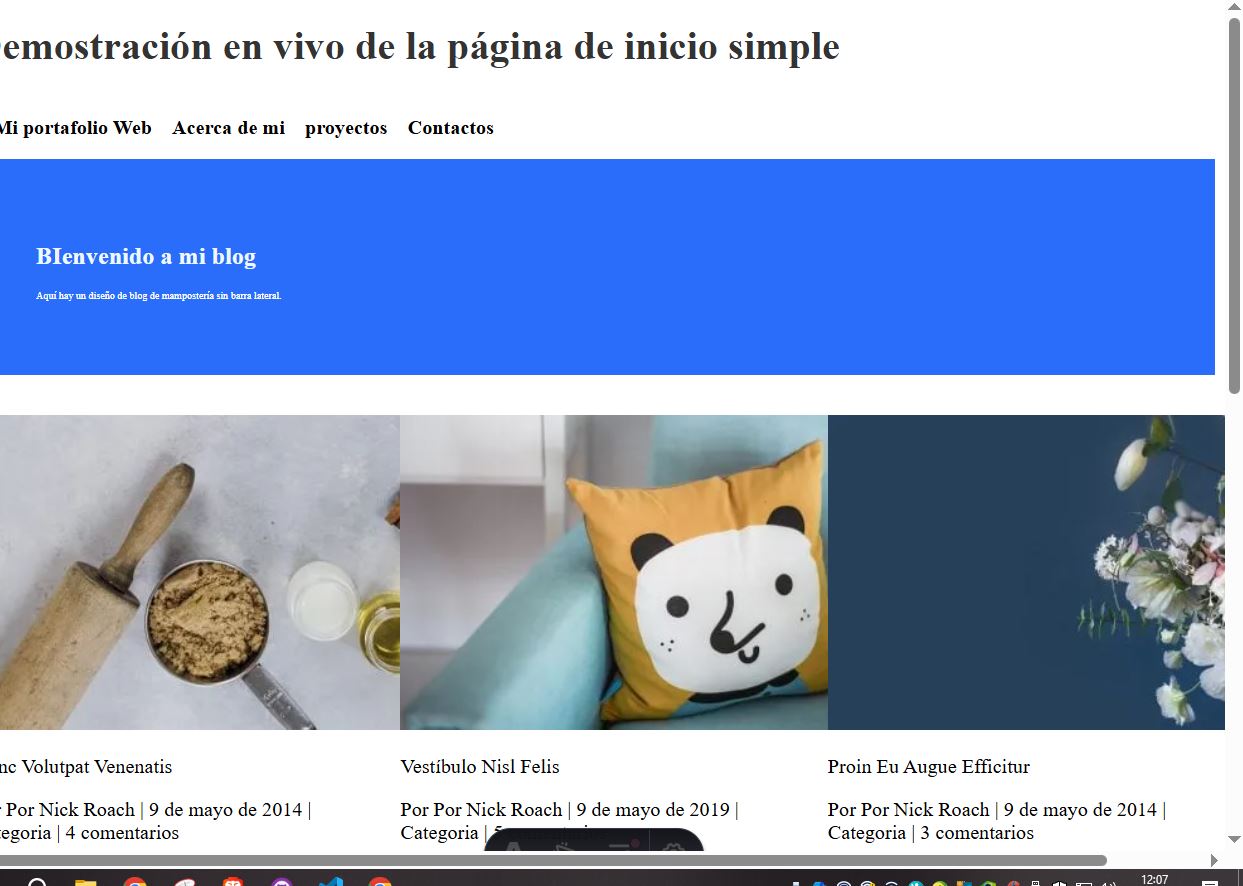 emostración en vivo de la página de inicio simple
Mi portafolio Web Acerca de mi proyectos Contactos
BIenvenido a mi blog
Aquí hay un diseño de blog de mampostería sin barra lateral.
nc Volutpat Venenatis
Vestíbulo Nisl Felis
Proin Eu Augue Efficitur
Por Nick Roach | 9 de mayo de 2014 |
egoria | 4 comentarios
Por Por Nick Roach | 9 de mayo de 2019 |
Categoria |
Por Por Nick Roach | 9 de mayo de 2014 |
Categoria | 3 comentarios
12:07